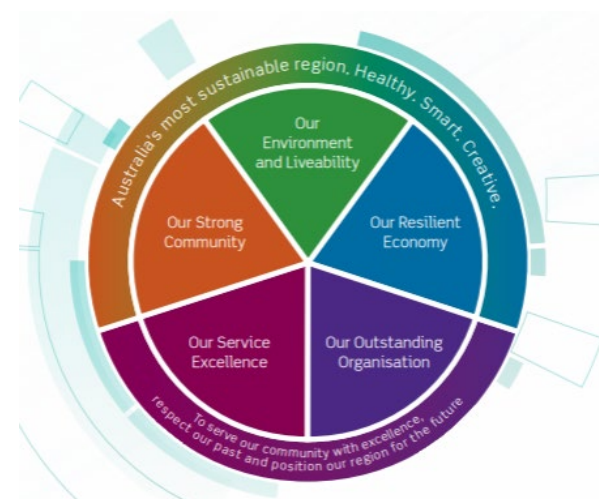 Australia's most sustainable region. Healthy. Smart. Creative.
Our
Environment
and Liveability
Our Strong
Community
Our Resilient
Economy
Our Service
Excellence
Our Outstanding
Organisation
To serve our community with excellence,
respect our past and position our region for the future